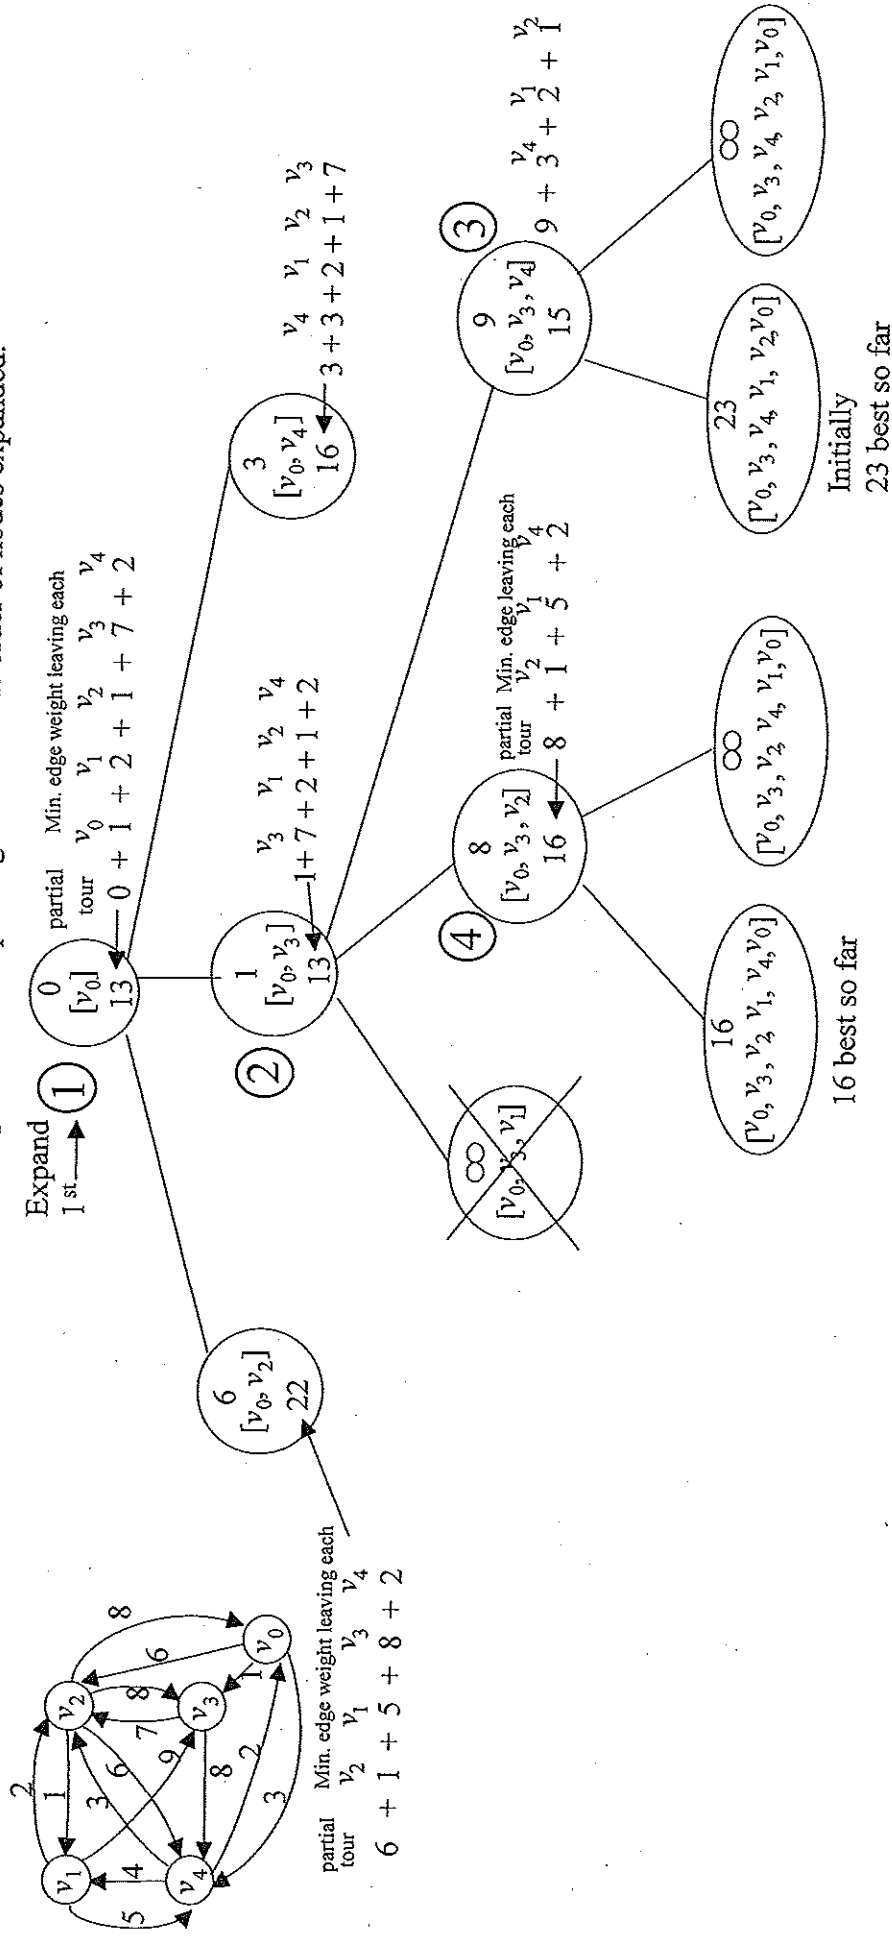 Expand
1 st
1
0
[v0]
13
partial Min. edge weight leaving each
tour v0 v1 v2 v3 v4
0 + 1 + 2 + 1 + 7 + 2
6
[v0, v2]
22
partial Min. edge weight leaving each
tour v2 v1 v3 v4
6 + 1 + 5 + 8 + 2
2
1
[v0, v3]
13
v3 v1 v2 v4
1+ 7 + 2 + 1 + 2
3
[v0, v4]
16
v4 v1 v2 v3
3 + 3 + 2 + 1 + 7
∞
[v0, v3, v1]
4
8
[v0, v3, v2]
16
partial Min. edge leaving each
tour v2 v1 v4
8 + 1 + 5 + 2
3
9
[v0, v3, v4]
15
v4 v1 v2
9 + 3 + 2 + 1
16
[v0, v3, v2, v1, v4, v0]
16 best so far
∞
[v0, v3, v2, v4, v1, v0]
23
[v0, v3, v4, v1, v2, v0]
Initially
23 best so far
∞
[v0, v3, v4, v2, v1, v0]
v1
v2
v3
v4
v0
2
1
8
6
8
7
1
9
6
3
4
5
8
2
3